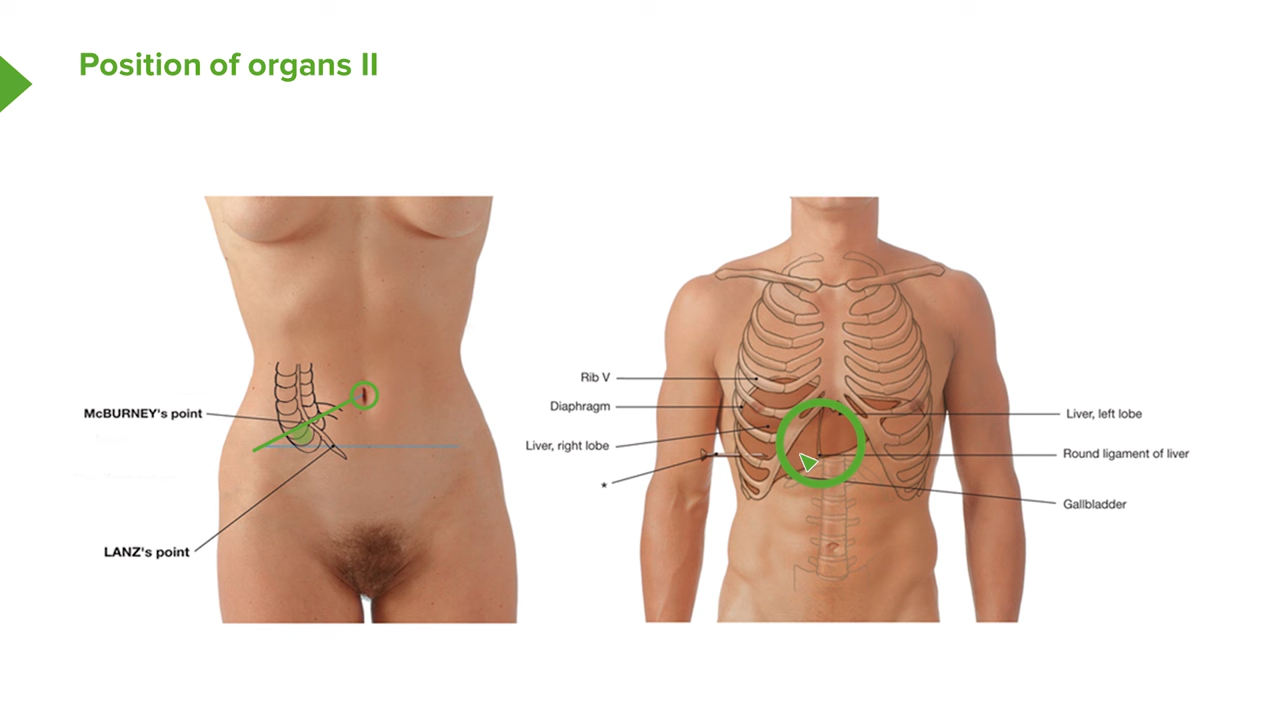 Position of organs II
McBURNEY's point
LANZ's point
Rib V
Diaphragm
Liver, right lobe
*
Liver, left lobe
Round ligament of liver
Gallbladder